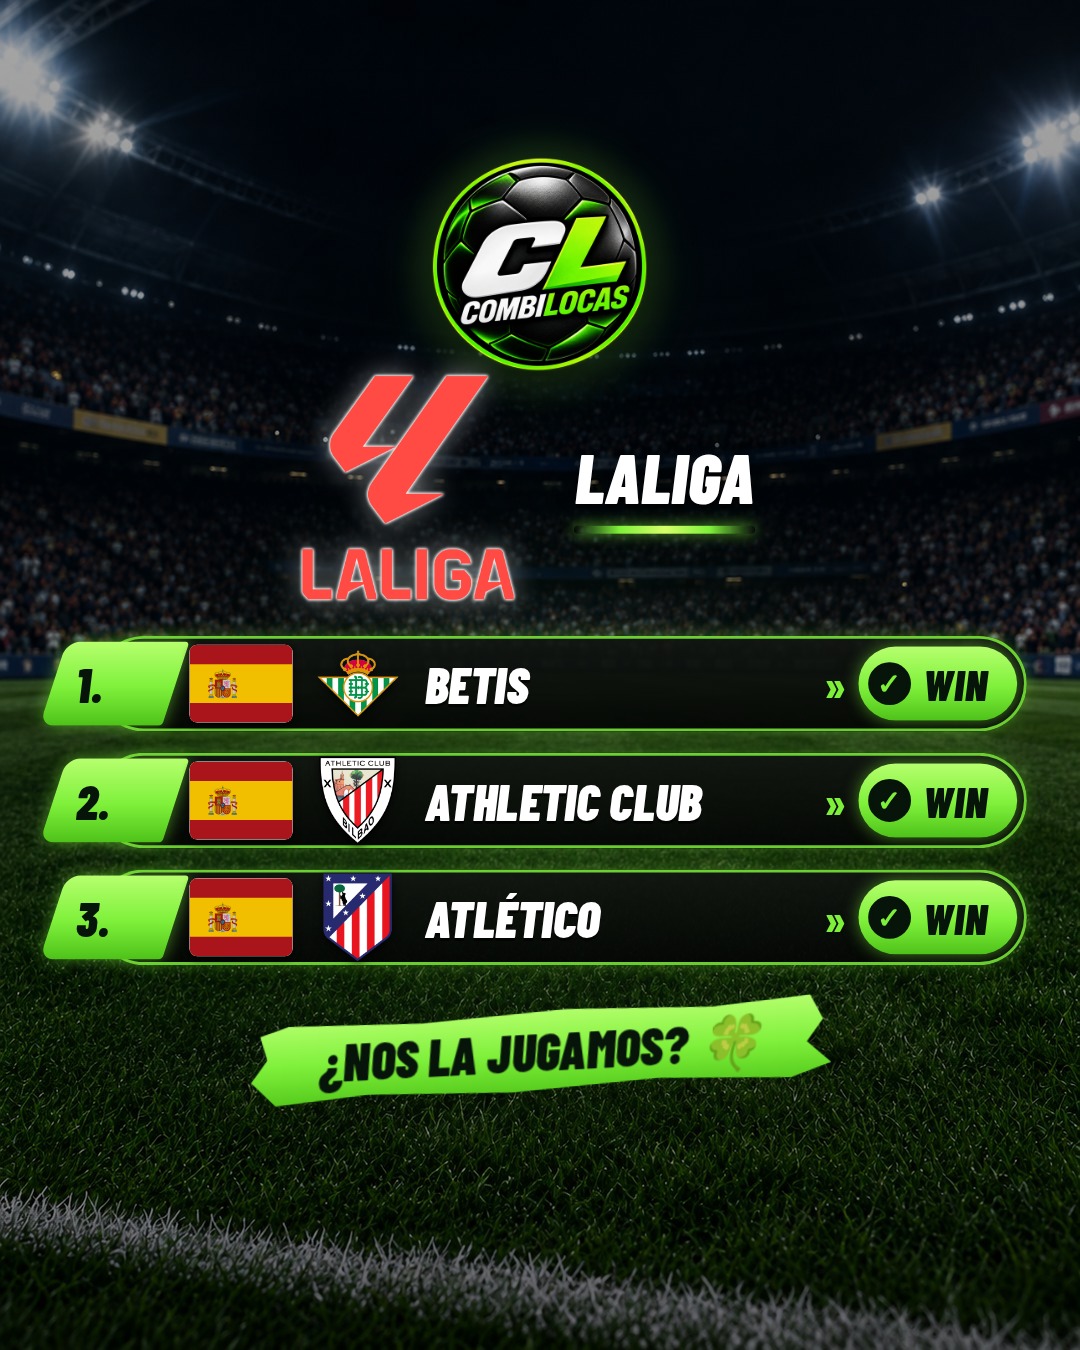 CL
COMBILOCAS
LALIGA
LALIGA
1. BETIS » ✓ WIN
2. ATHLETIC CLUB BILBAO ATHLETIC CLUB » ✓ WIN
3. ATLÉTICO » ✓ WIN
¿NOS LA JUGAMOS? 🍀